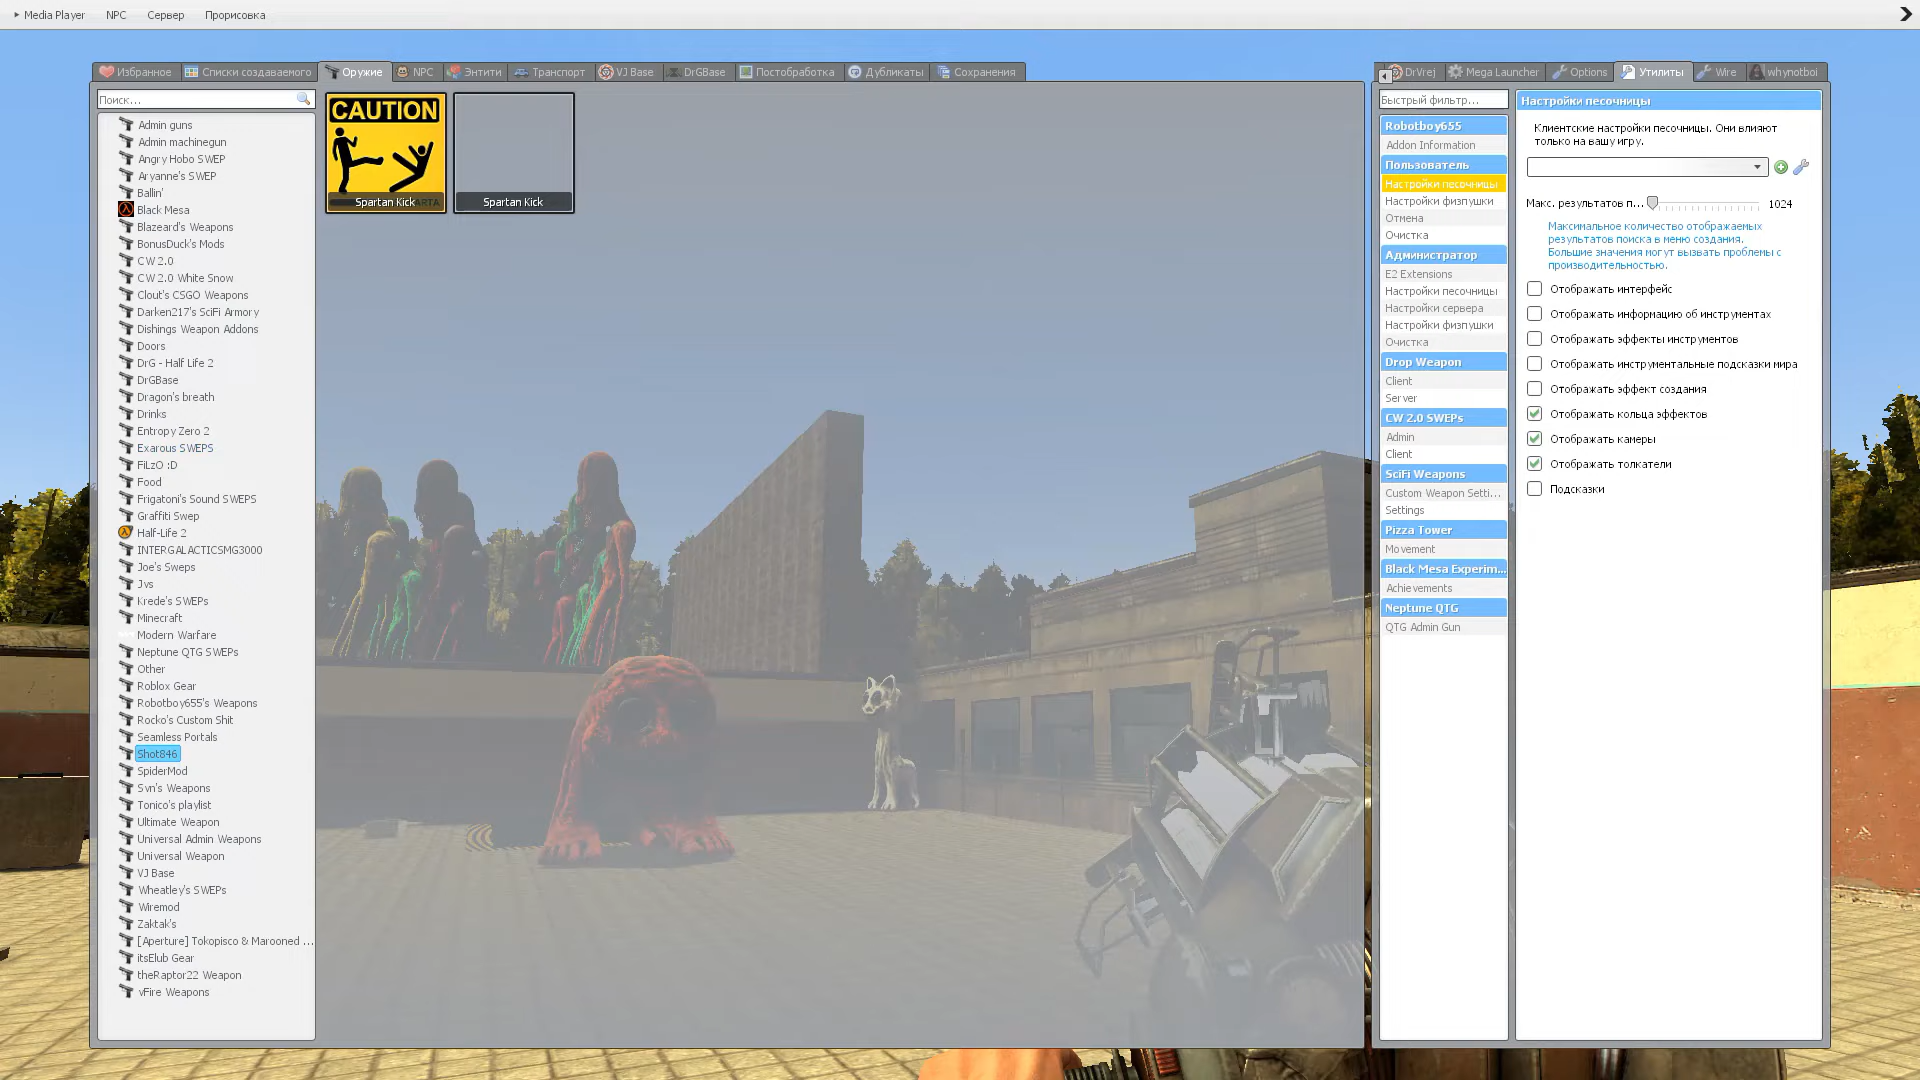 Media Player NPC Сервер Прорисовка
Избранное Списки создаваемого Оружие NPC Энтити Транспорт VJ Base DrGBase Постобработка Дубликаты Сохранения
Поиск...
Admin guns
Admin machinegun
Angry Hobo SWEP
Aryanne's SWEP
Ballin'
Black Mesa
Blazeard's Weapons
BonusDuck's Mods
CW 2.0
CW 2.0 White Snow
Clout's CSGO Weapons
Darken217's SciFi Armory
Dishings Weapon Addons
Doors
DrG - Half Life 2
DrGBase
Dragon's breath
Drinks
Entropy Zero 2
Exarous SWEPS
FiLzO :D
Food
Frigatoni's Sound SWEPS
Graffiti Swep
Half-Life 2
INTERGALACTICSMG3000
Joe's Sweps
Jvs
Krede's SWEPs
Minecraft
Modern Warfare
Neptune QTG SWEPs
Other
Roblox Gear
Robotboy655's Weapons
Rocko's Custom Shit
Seamless Portals
Shot846
SpiderMod
Svn's Weapons
Tonico's playlist
Ultimate Weapon
Universal Admin Weapons
Universal Weapon
VJ Base
Wheatley's SWEPs
Wiremod
Zaktak's
[Aperture] Tokopisco & Marooned ...
itsElub Gear
theRaptor22 Weapon
vFire Weapons
CAUTION
Spartan Kick
Spartan Kick
DrVrej Mega Launcher Options Утилиты Wire whynotboi
Быстрый фильтр...
Robotboy655
Addon Information
Пользователь
Настройки песочницы
Настройки физпушки
Отмена
Очистка
Администратор
E2 Extensions
Настройки песочницы
Настройки сервера
Настройки физпушки
Очистка
Drop Weapon
Client
Server
CW 2.0 SWEPs
Admin
Client
SciFi Weapons
Custom Weapon Setti...
Settings
Pizza Tower
Movement
Black Mesa Experim...
Achievements
Neptune QTG
QTG Admin Gun
Настройки песочницы
Клиентские настройки песочницы. Они влияют
только на вашу игру.
Макс. результатов п... 1024
Максимальное количество отображаемых
результатов поиска в меню создания.
Большие значения могут вызвать проблемы с
производительностью.
Отображать интерфейс
Отображать информацию об инструментах
Отображать эффекты инструментов
Отображать инструментальные подсказки мира
Отображать эффект создания
Отображать кольца эффектов
Отображать камеры
Отображать толкатели
Подсказки